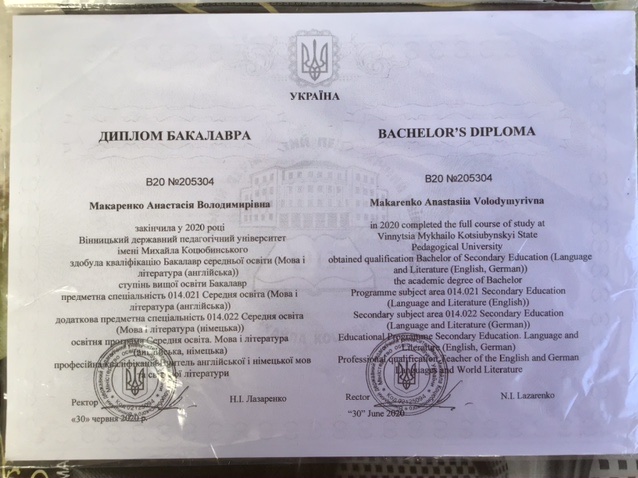 УКРАЇНА
ДИПЛОМ БАКАЛАВРА
В20 №205304
Макаренко Анастасія Володимирівна
закінчила у 2020 році
Вінницький державний педагогічний університет
імені Михайла Коцюбинського
здобула кваліфікацію Бакалавр середньої освіти (Мова і
література (англійська))
ступінь вищої освіти Бакалавр
предметна спеціальність 014.021 Середня освіта (Мова і
література (англійська))
додаткова предметна спеціальність 014.022 Середня освіта
(Мова і література (німецька))
освітня програма Середня освіта. Мова і література
(англійська, німецька)
професійна кваліфікація Вчитель англійської і німецької мов
літератури
Ректор
Н.І. Лазаренко
«30» червня 2020 р.
BACHELOR'S DIPLOMA
B20 №205304
Makarenko Anastasiia Volodymyrivna
in 2020 completed the full course of study at
Vinnytsia Mykhailo Kotsiubynskyi State
Pedagogical University
obtained qualification Bachelor of Secondary Education (Language
and Literature (English, German))
the academic degree of Bachelor
Programme subject area 014.021 Secondary Education
(Language and Literature (English))
Secondary subject area 014.022 Secondary Education
(Language and Literature (German))
Educational Programme Secondary Education. Language and
Literature (English, German)
Professional qualification Teacher of the English and German
Languages and World Literature
Rector
N.I. Lazarenko
"30" June 2020